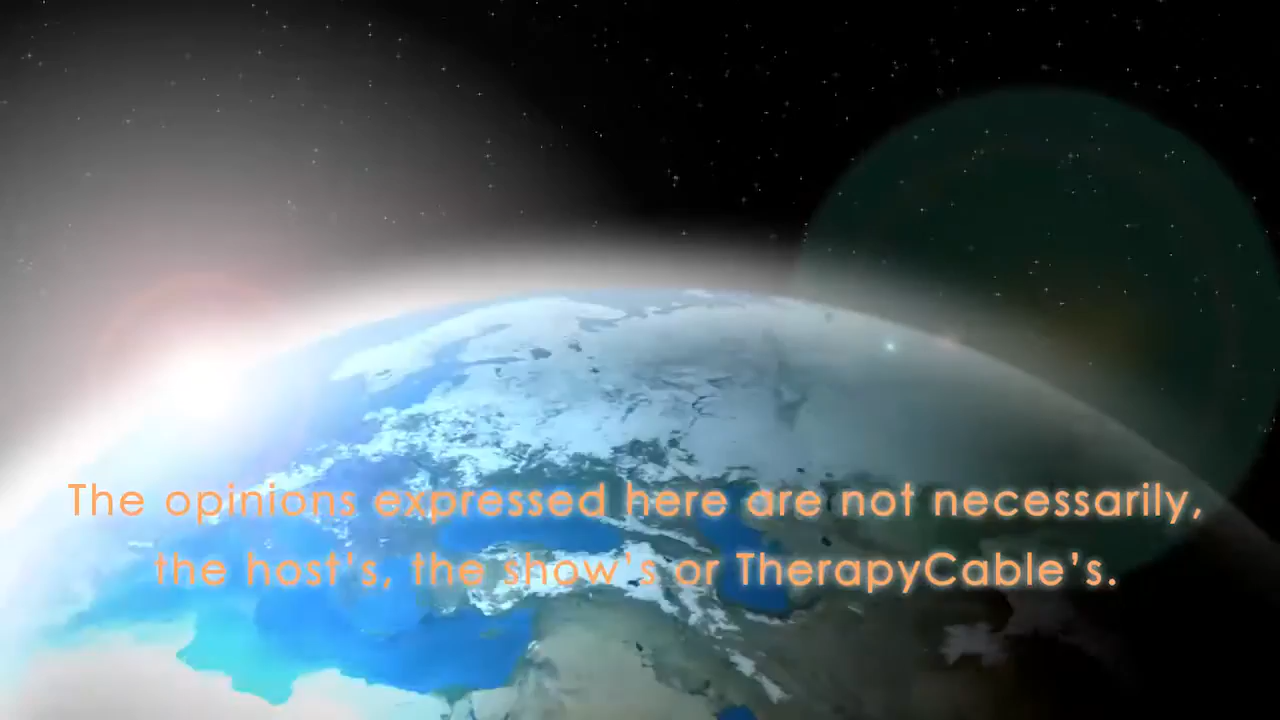 The opinions expressed here are not necessarily,
the host's, the show's or TherapyCable's.